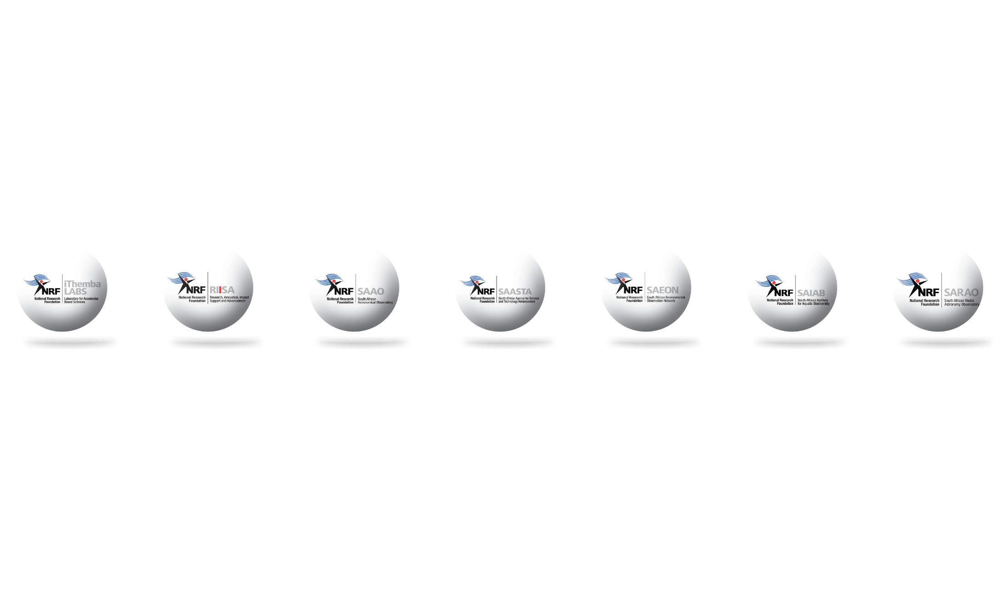 NRF
National Research
Foundation
iThemba
LABS
Laboratory for Accelerator
Based Sciences
NRF
National Research
Foundation
RIISA
Research, Innovation, Impact
Support and Advancement
NRF
National Research
Foundation
SAAO
South African
Astronomical Observatory
NRF
National Research
Foundation
SAASTA
South African Agency for Science
and Technology Advancement
NRF
National Research
Foundation
SAEON
South African Environmental
Observation Network
NRF
National Research
Foundation
SAIAB
South African Institute
for Aquatic Biodiversity
NRF
National Research
Foundation
SARAO
South African Radio
Astronomy Observatory